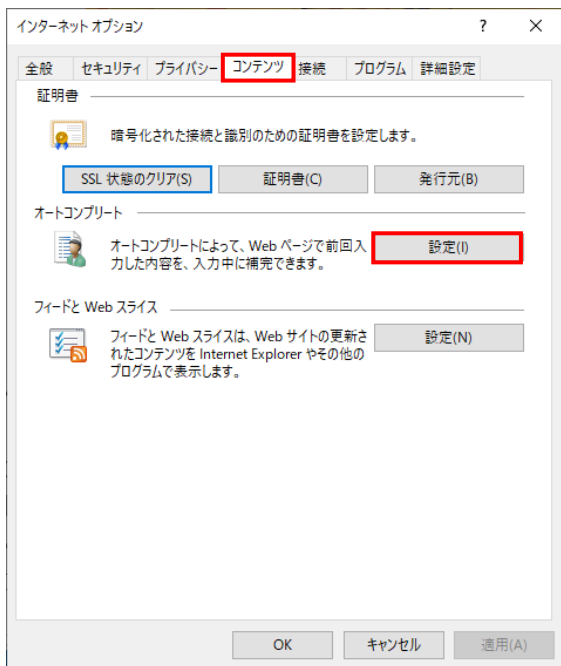 インターネット オプション ? ×
全般 セキュリティ プライバシー コンテンツ 接続 プログラム 詳細設定
証明書
暗号化された接続と識別のための証明書を設定します。
SSL 状態のクリア(S) 証明書(C) 発行元(B)
オートコンプリート
オートコンプリートによって、Web ページで前回入
力した内容を、入力中に補完できます。
設定(I)
フィードと Web スライス
フィードと Web スライスは、Web サイトの更新さ
れたコンテンツを Internet Explorer やその他の
プログラムで表示します。
設定(N)
OK キャンセル 適用(A)